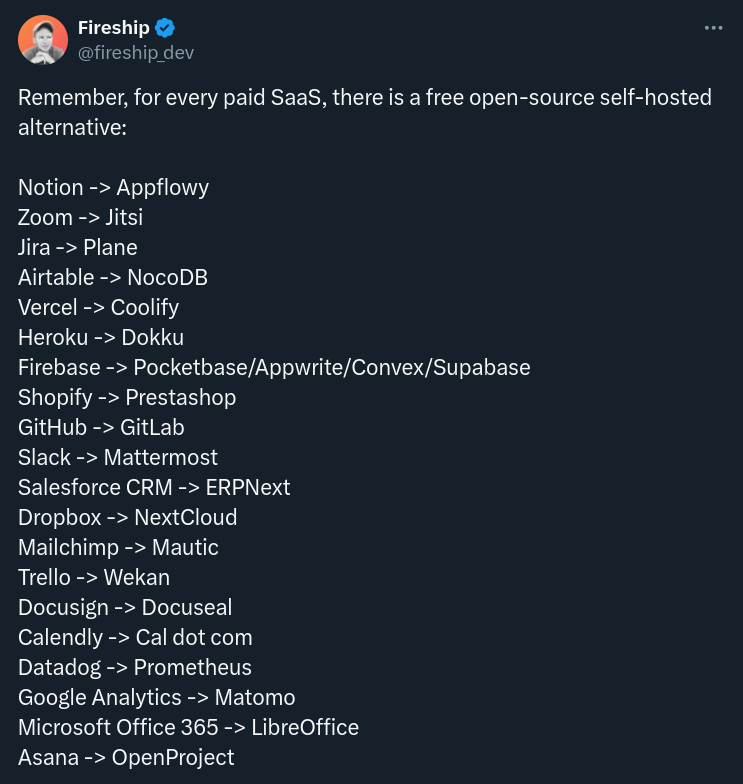 Fireship
@fireship_dev
Remember, for every paid SaaS, there is a free open-source self-hosted
alternative:
Notion -> Appflowy
Zoom -> Jitsi
Jira -> Plane
Airtable -> NocoDB
Vercel -> Coolify
Heroku -> Dokku
Firebase -> Pocketbase/Appwrite/Convex/Supabase
Shopify -> Prestashop
GitHub -> GitLab
Slack -> Mattermost
Salesforce CRM -> ERPNext
Dropbox -> NextCloud
Mailchimp -> Mautic
Trello -> Wekan
Docusign -> Docuseal
Calendly -> Cal dot com
Datadog -> Prometheus
Google Analytics -> Matomo
Microsoft Office 365 -> LibreOffice
Asana -> OpenProject